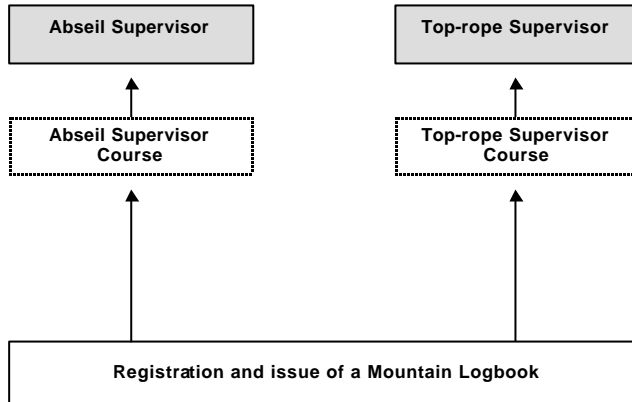 Abseil Supervisor
Top-rope Supervisor
Abseil Supervisor
Course
Top-rope Supervisor
Course
Registration and issue of a Mountain Logbook